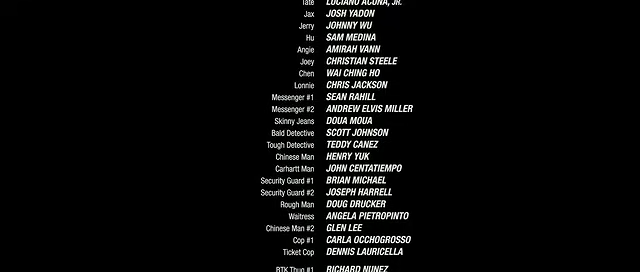 Tate LUCIANO ACUNA, JR.
Jax JOSH YADON
Jerry JOHNNY WU
Hu SAM MEDINA
Angie AMIRAH VANN
Joey CHRISTIAN STEELE
Chen WAI CHING HO
Lonnie CHRIS JACKSON
Messenger #1 SEAN RAHILL
Messenger #2 ANDREW ELVIS MILLER
Skinny Jeans DOUA MOUA
Bald Detective SCOTT JOHNSON
Tough Detective TEDDY CANEZ
Chinese Man HENRY YUK
Carhartt Man JOHN CENTATIEMPO
Security Guard #1 BRIAN MICHAEL
Security Guard #2 JOSEPH HARRELL
Rough Man DOUG DRUCKER
Waitress ANGELA PIETROPINTO
Chinese Man #2 GLEN LEE
Cop #1 CARLA OCCHOGROSSO
Ticket Cop DENNIS LAURICELLA
BTK Thug #1 RICHARD NUNEZ